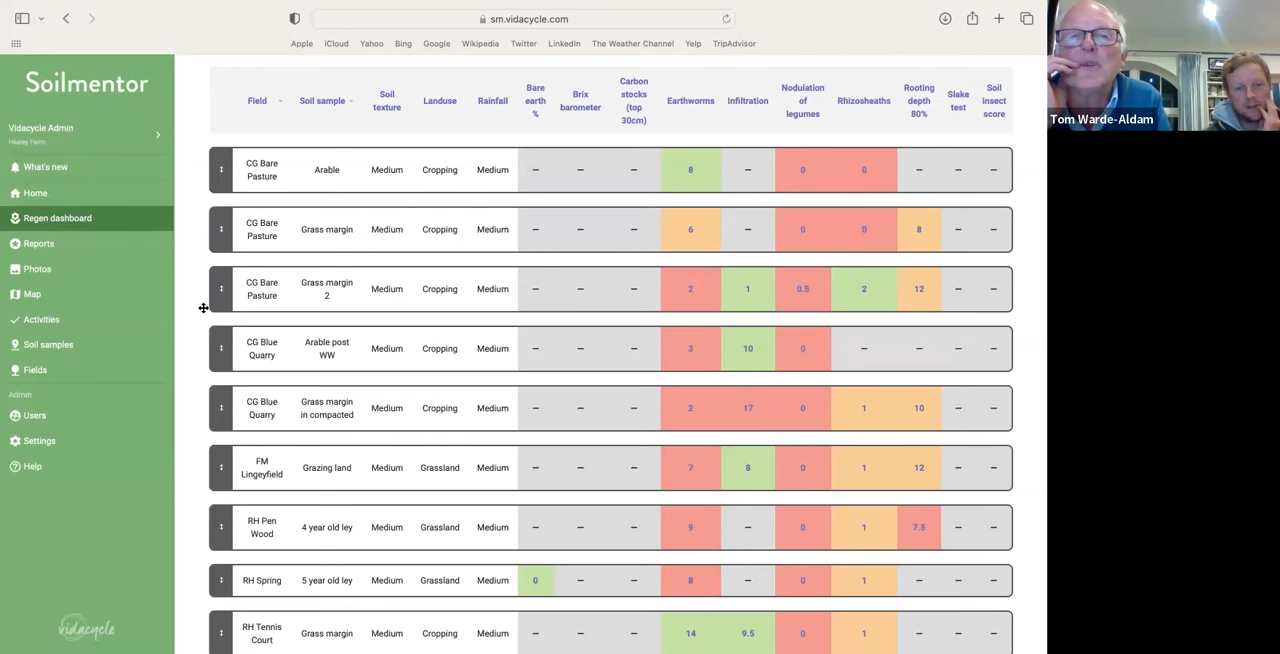 sm.vidacycle.com
Apple iCloud Yahoo Bing Google Wikipedia Twitter LinkedIn The Weather Channel Yelp TripAdvisor
Soilmentor
Vidacycle Admin
Healey Farm
What's new
Home
Regen dashboard
Reports
Photos
Map
Activities
Soil samples
Fields
Admin
Users
Settings
Help
vidacycle
Field Soil sample Soil texture Landuse Rainfall Bare earth % Brix barometer Carbon stocks (top 30cm) Earthworms Infiltration Nodulation of legumes Rhizosheaths Rooting depth 80% Slake test Soil insect score
CG Bare Pasture Arable Medium Cropping Medium – – – 8 – 0 0 – – –
CG Bare Pasture Grass margin Medium Cropping Medium – – – 6 – 0 0 8 – –
CG Bare Pasture Grass margin 2 Medium Cropping Medium – – – 2 1 0.5 2 12 – –
CG Blue Quarry Arable post WW Medium Cropping Medium – – – 3 10 0 – – – –
CG Blue Quarry Grass margin in compacted Medium Cropping Medium – – – 2 17 0 1 10 – –
FM Lingeyfield Grazing land Medium Grassland Medium – – – 7 8 0 1 12 – –
RH Pen Wood 4 year old ley Medium Grassland Medium – – – 9 – 0 1 7.5 – –
RH Spring 5 year old ley Medium Grassland Medium 0 – – 8 – 0 1 – – –
RH Tennis Court Grass margin Medium Cropping Medium – – – 14 9.5 0 1 – – –
Tom Warde-Aldam